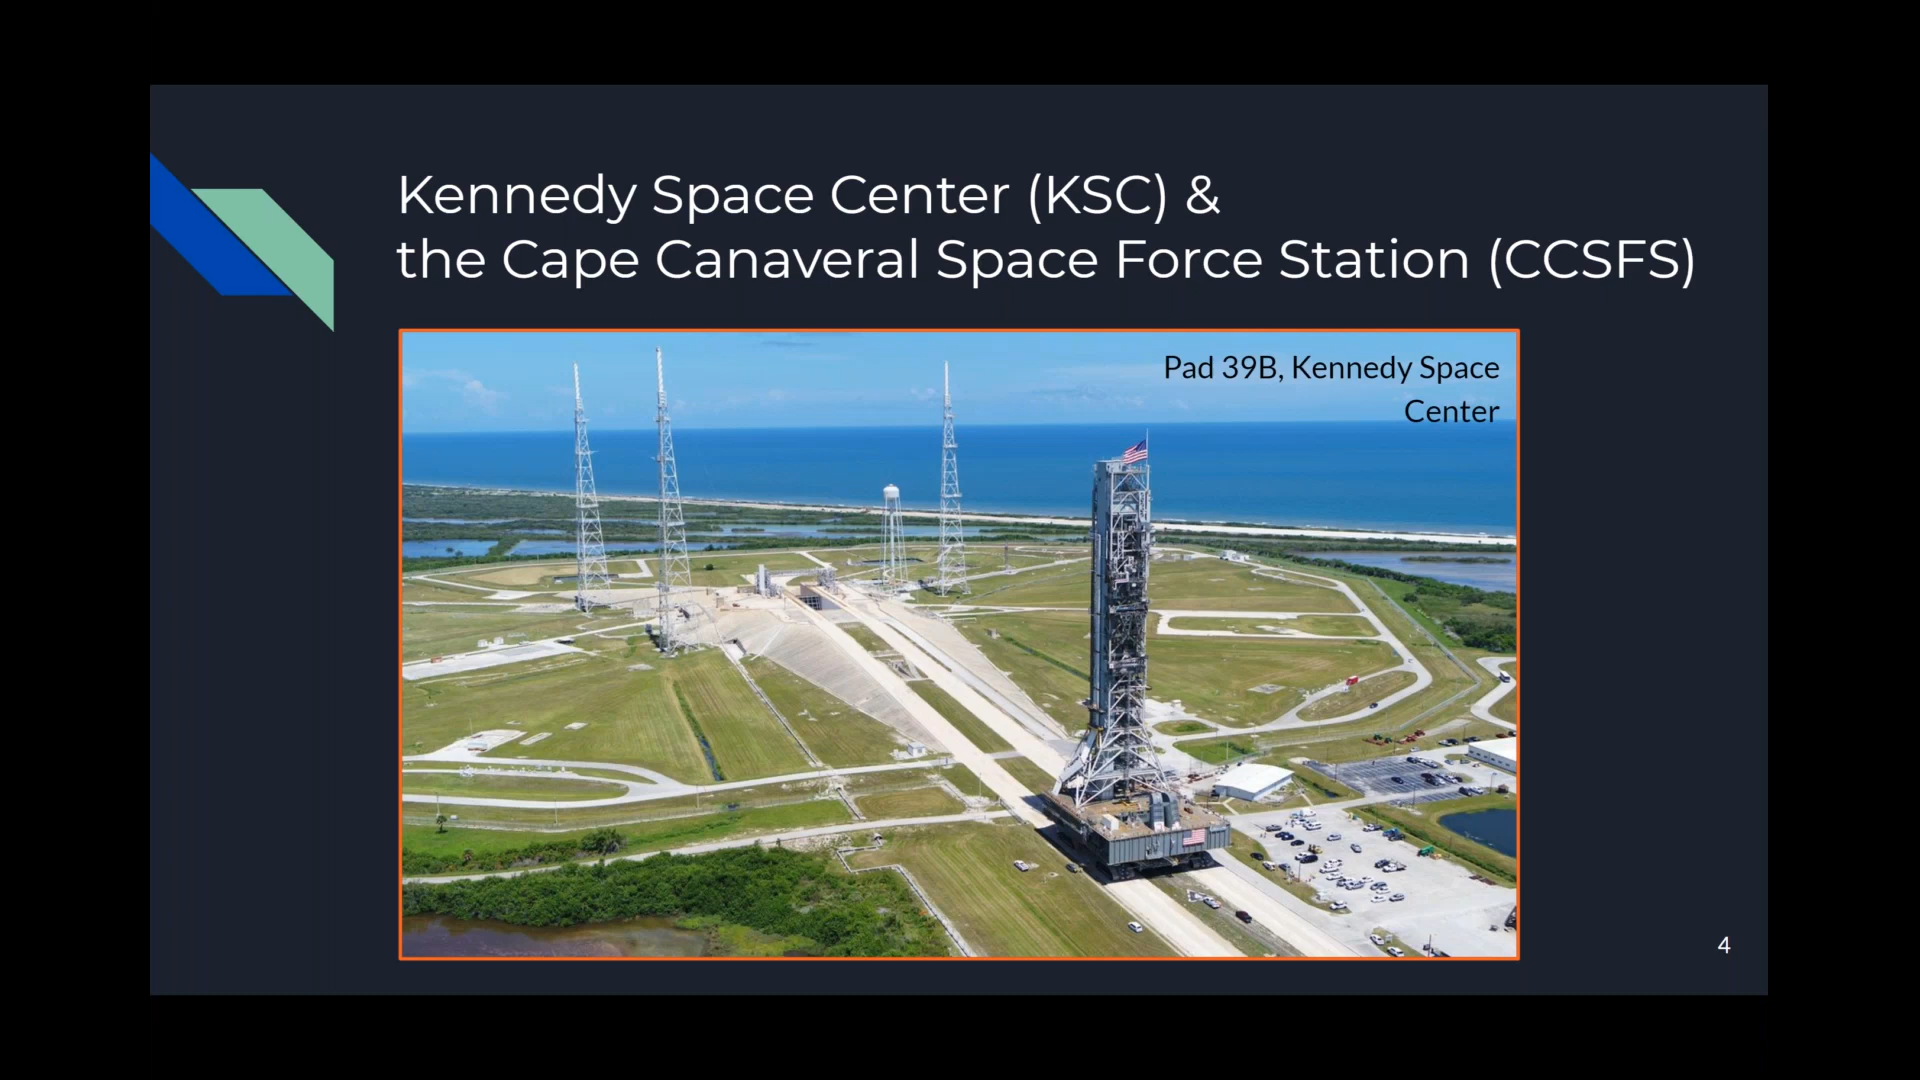 Kennedy Space Center (KSC) &
the Cape Canaveral Space Force Station (CCSFS)
Pad 39B, Kennedy Space
Center
4